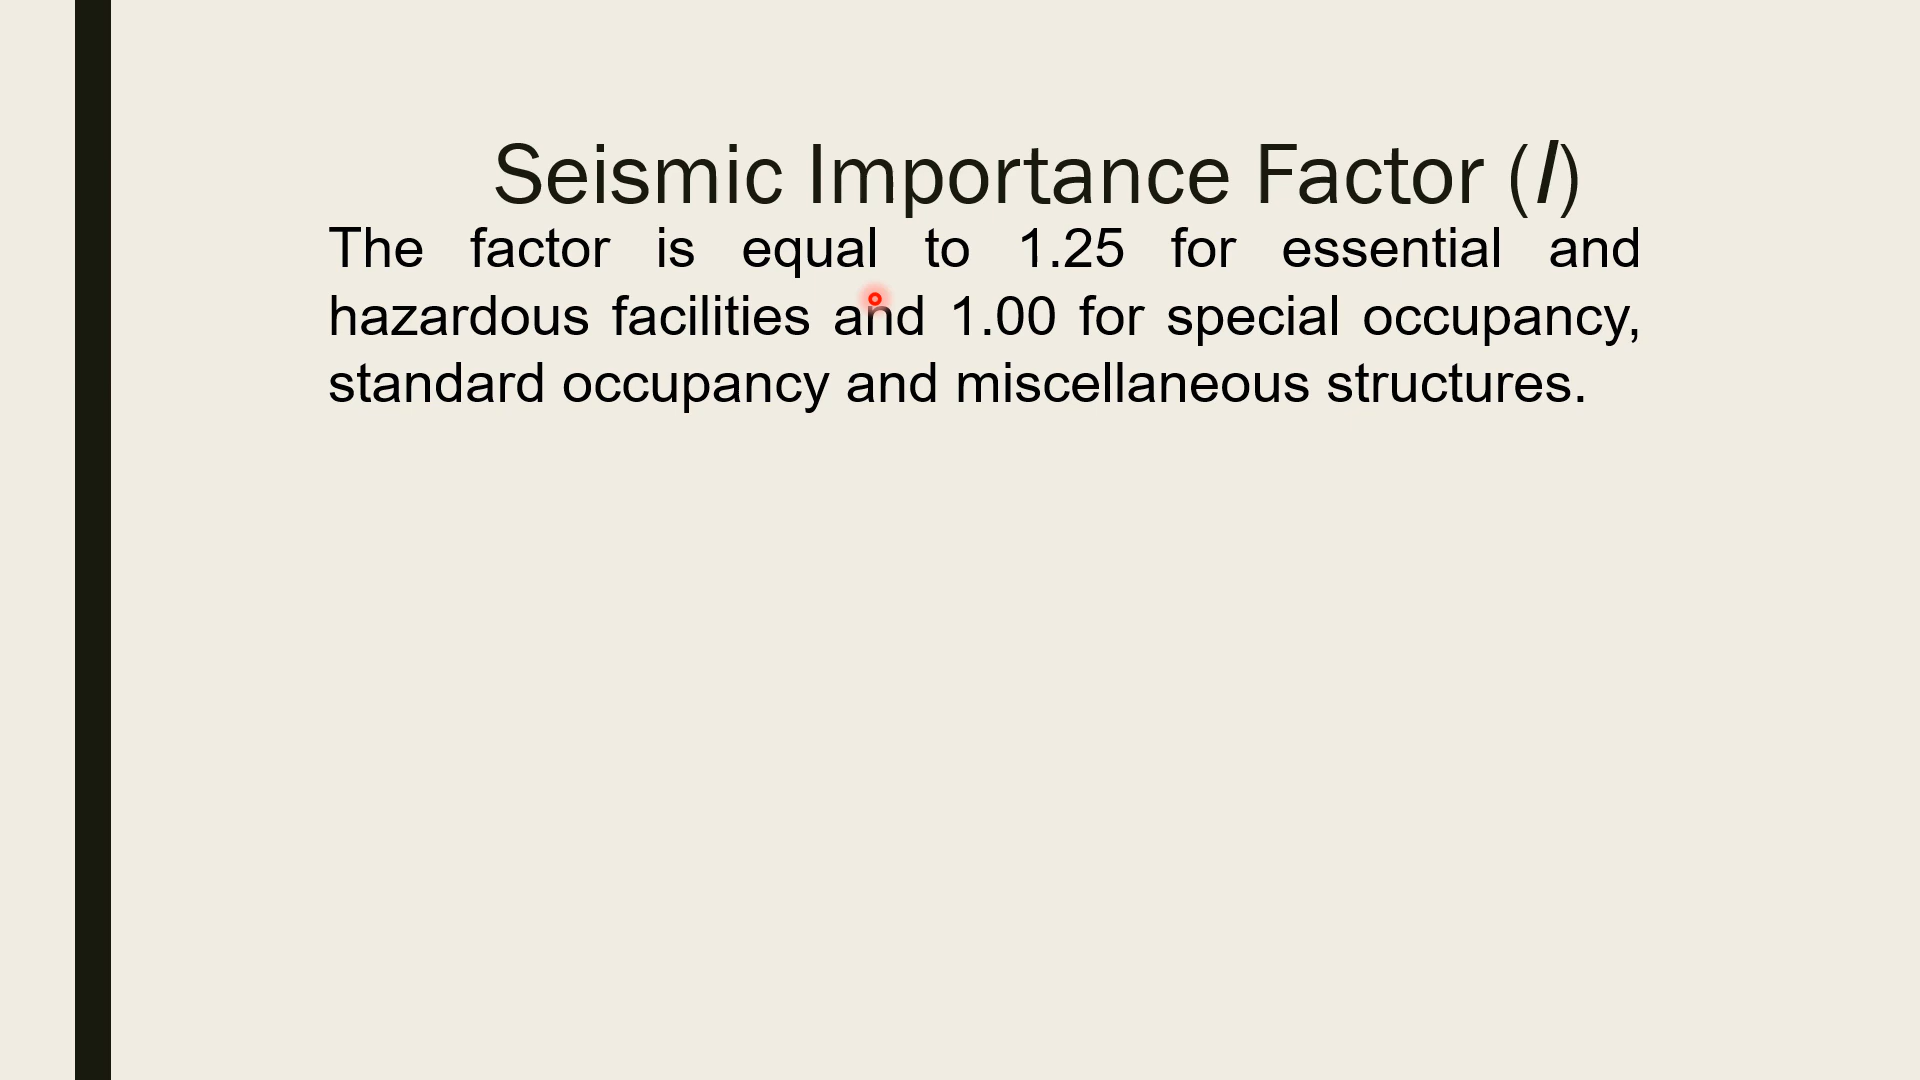 Seismic Importance Factor (I)
The factor is equal to 1.25 for essential and
hazardous facilities and 1.00 for special occupancy,
standard occupancy and miscellaneous structures.